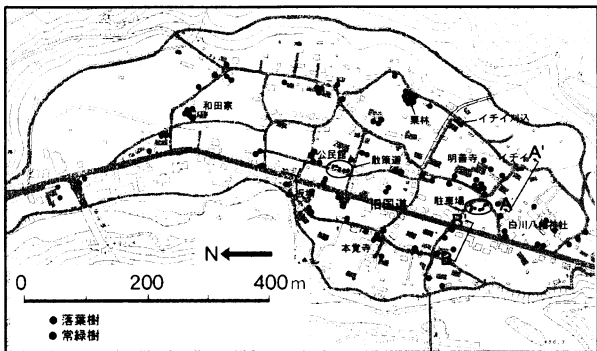 和田家
栗林
イチイ刈込
公民館
散策道
明善寺
イチイ
A'
旧国道
駐車場
A
B'
白川八幡神社
本覚寺
B
N
0 200 400m
落葉樹
常緑樹